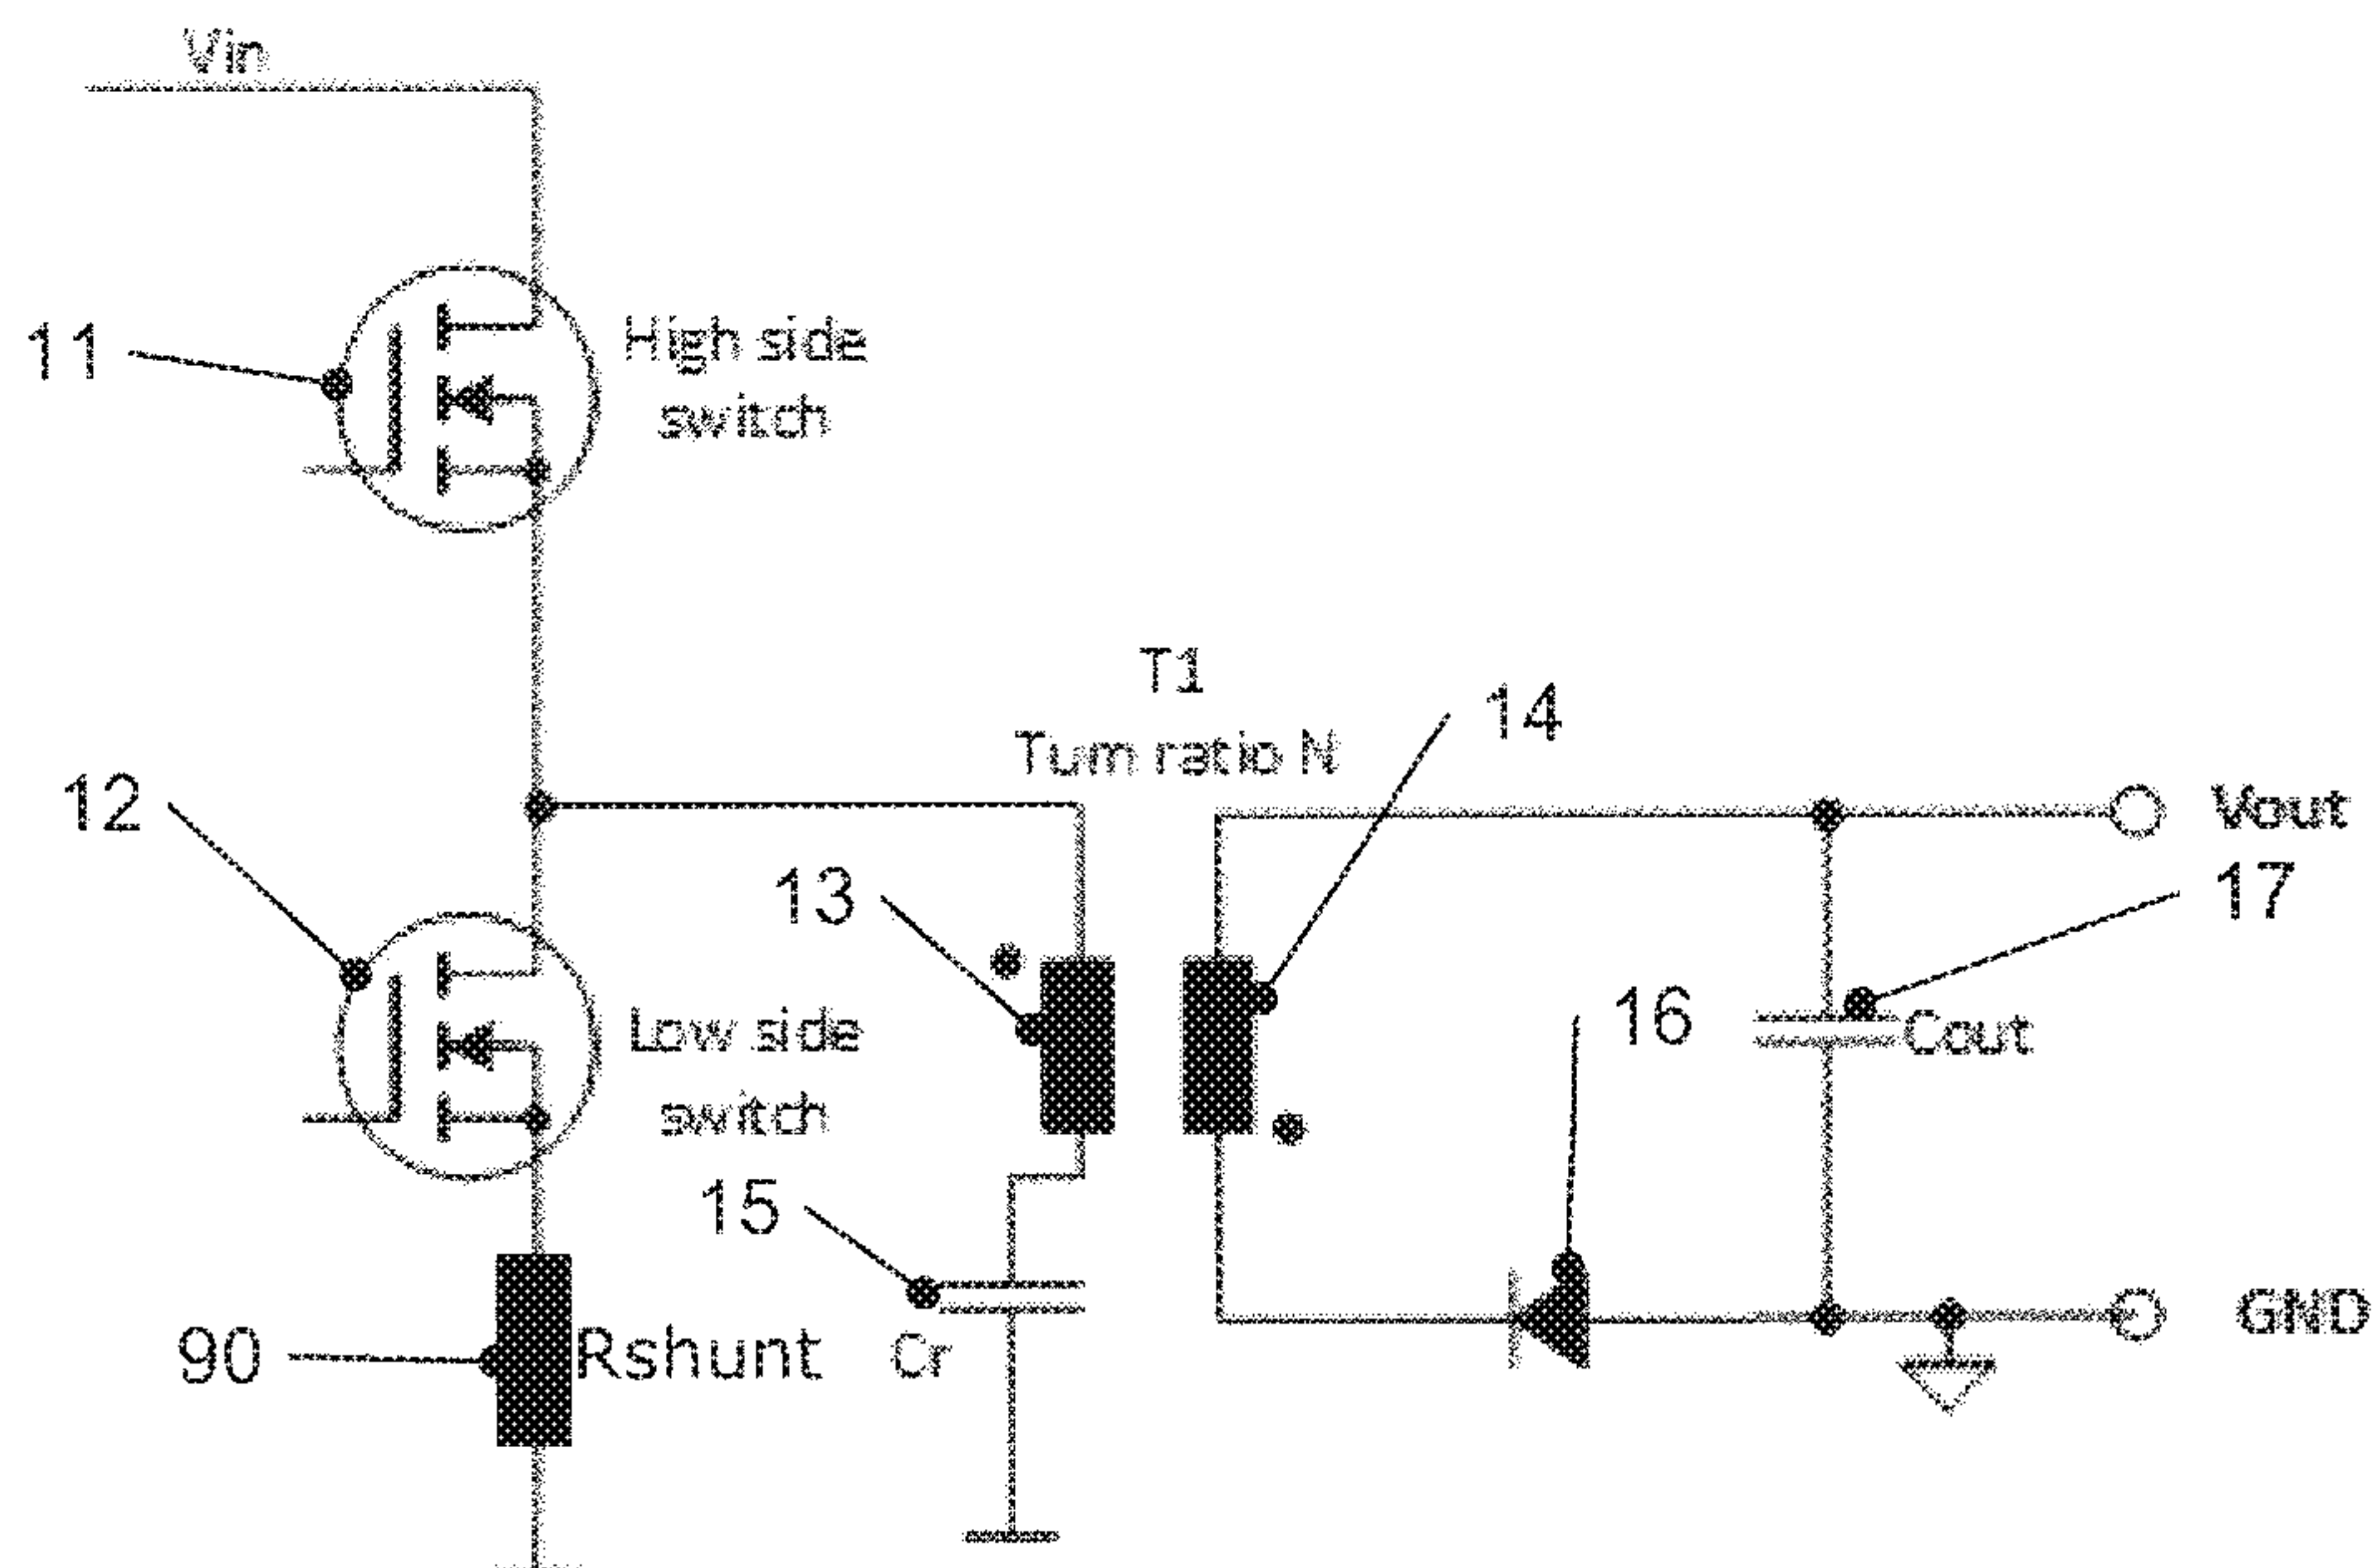 Vin
11
High side
switch
T1
Turn ratio N
14
12
Vout
17
13
Low side
switch
16
Cout
15
90
Rshunt
Cr
GND